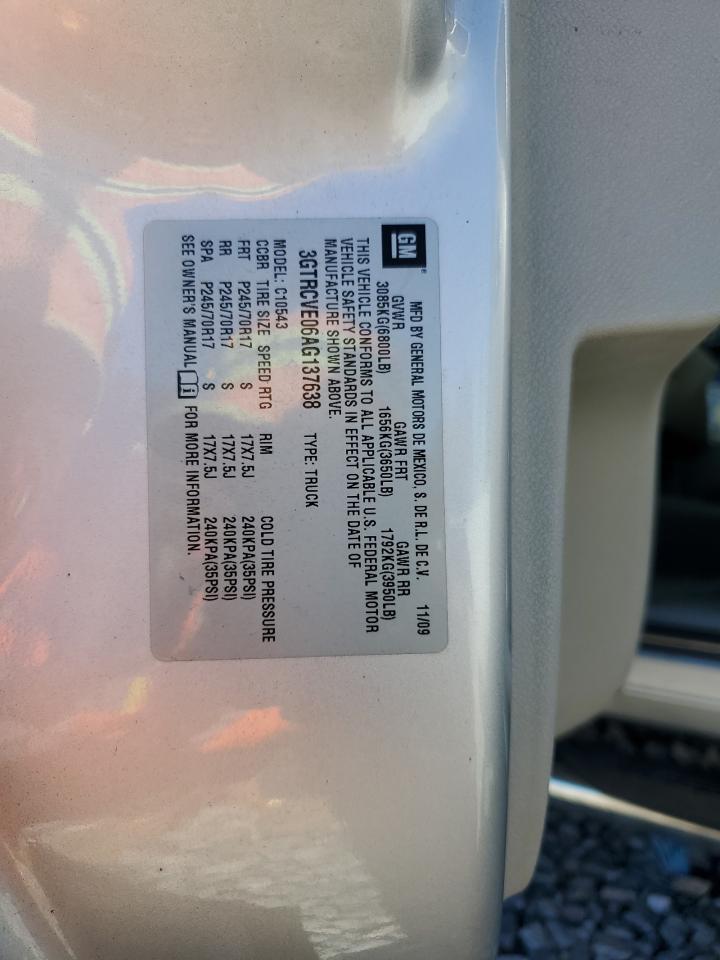 GM
MFD BY GENERAL MOTORS DE MEXICO, S. DE R.L. DE C.V. 11/09
GVWR GAWR FRT GAWR RR
3085KG(6800LB) 1656KG(3650LB) 1792KG(3950LB)
THIS VEHICLE CONFORMS TO ALL APPLICABLE U.S. FEDERAL MOTOR
VEHICLE SAFETY STANDARDS IN EFFECT ON THE DATE OF
MANUFACTURE SHOWN ABOVE.
3GTRCVE06AG137638 TYPE: TRUCK
MODEL: C10543
CCBR TIRE SIZE SPEED RTG RIM COLD TIRE PRESSURE
FRT P245/70R17 S 17X7.5J 240KPA(35PSI)
RR P245/70R17 S 17X7.5J 240KPA(35PSI)
SPA P245/70R17 S 17X7.5J 240KPA(35PSI)
SEE OWNER'S MANUAL FOR MORE INFORMATION.